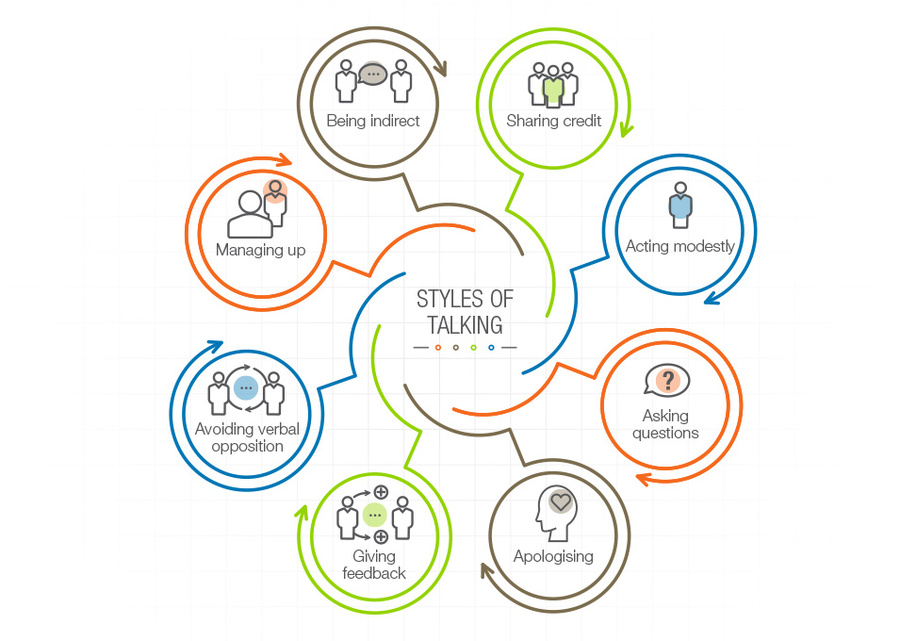 STYLES OF
TALKING
Being indirect
Sharing credit
Acting modestly
Asking
questions
?
Apologising
Giving
feedback
Avoiding verbal
opposition
Managing up